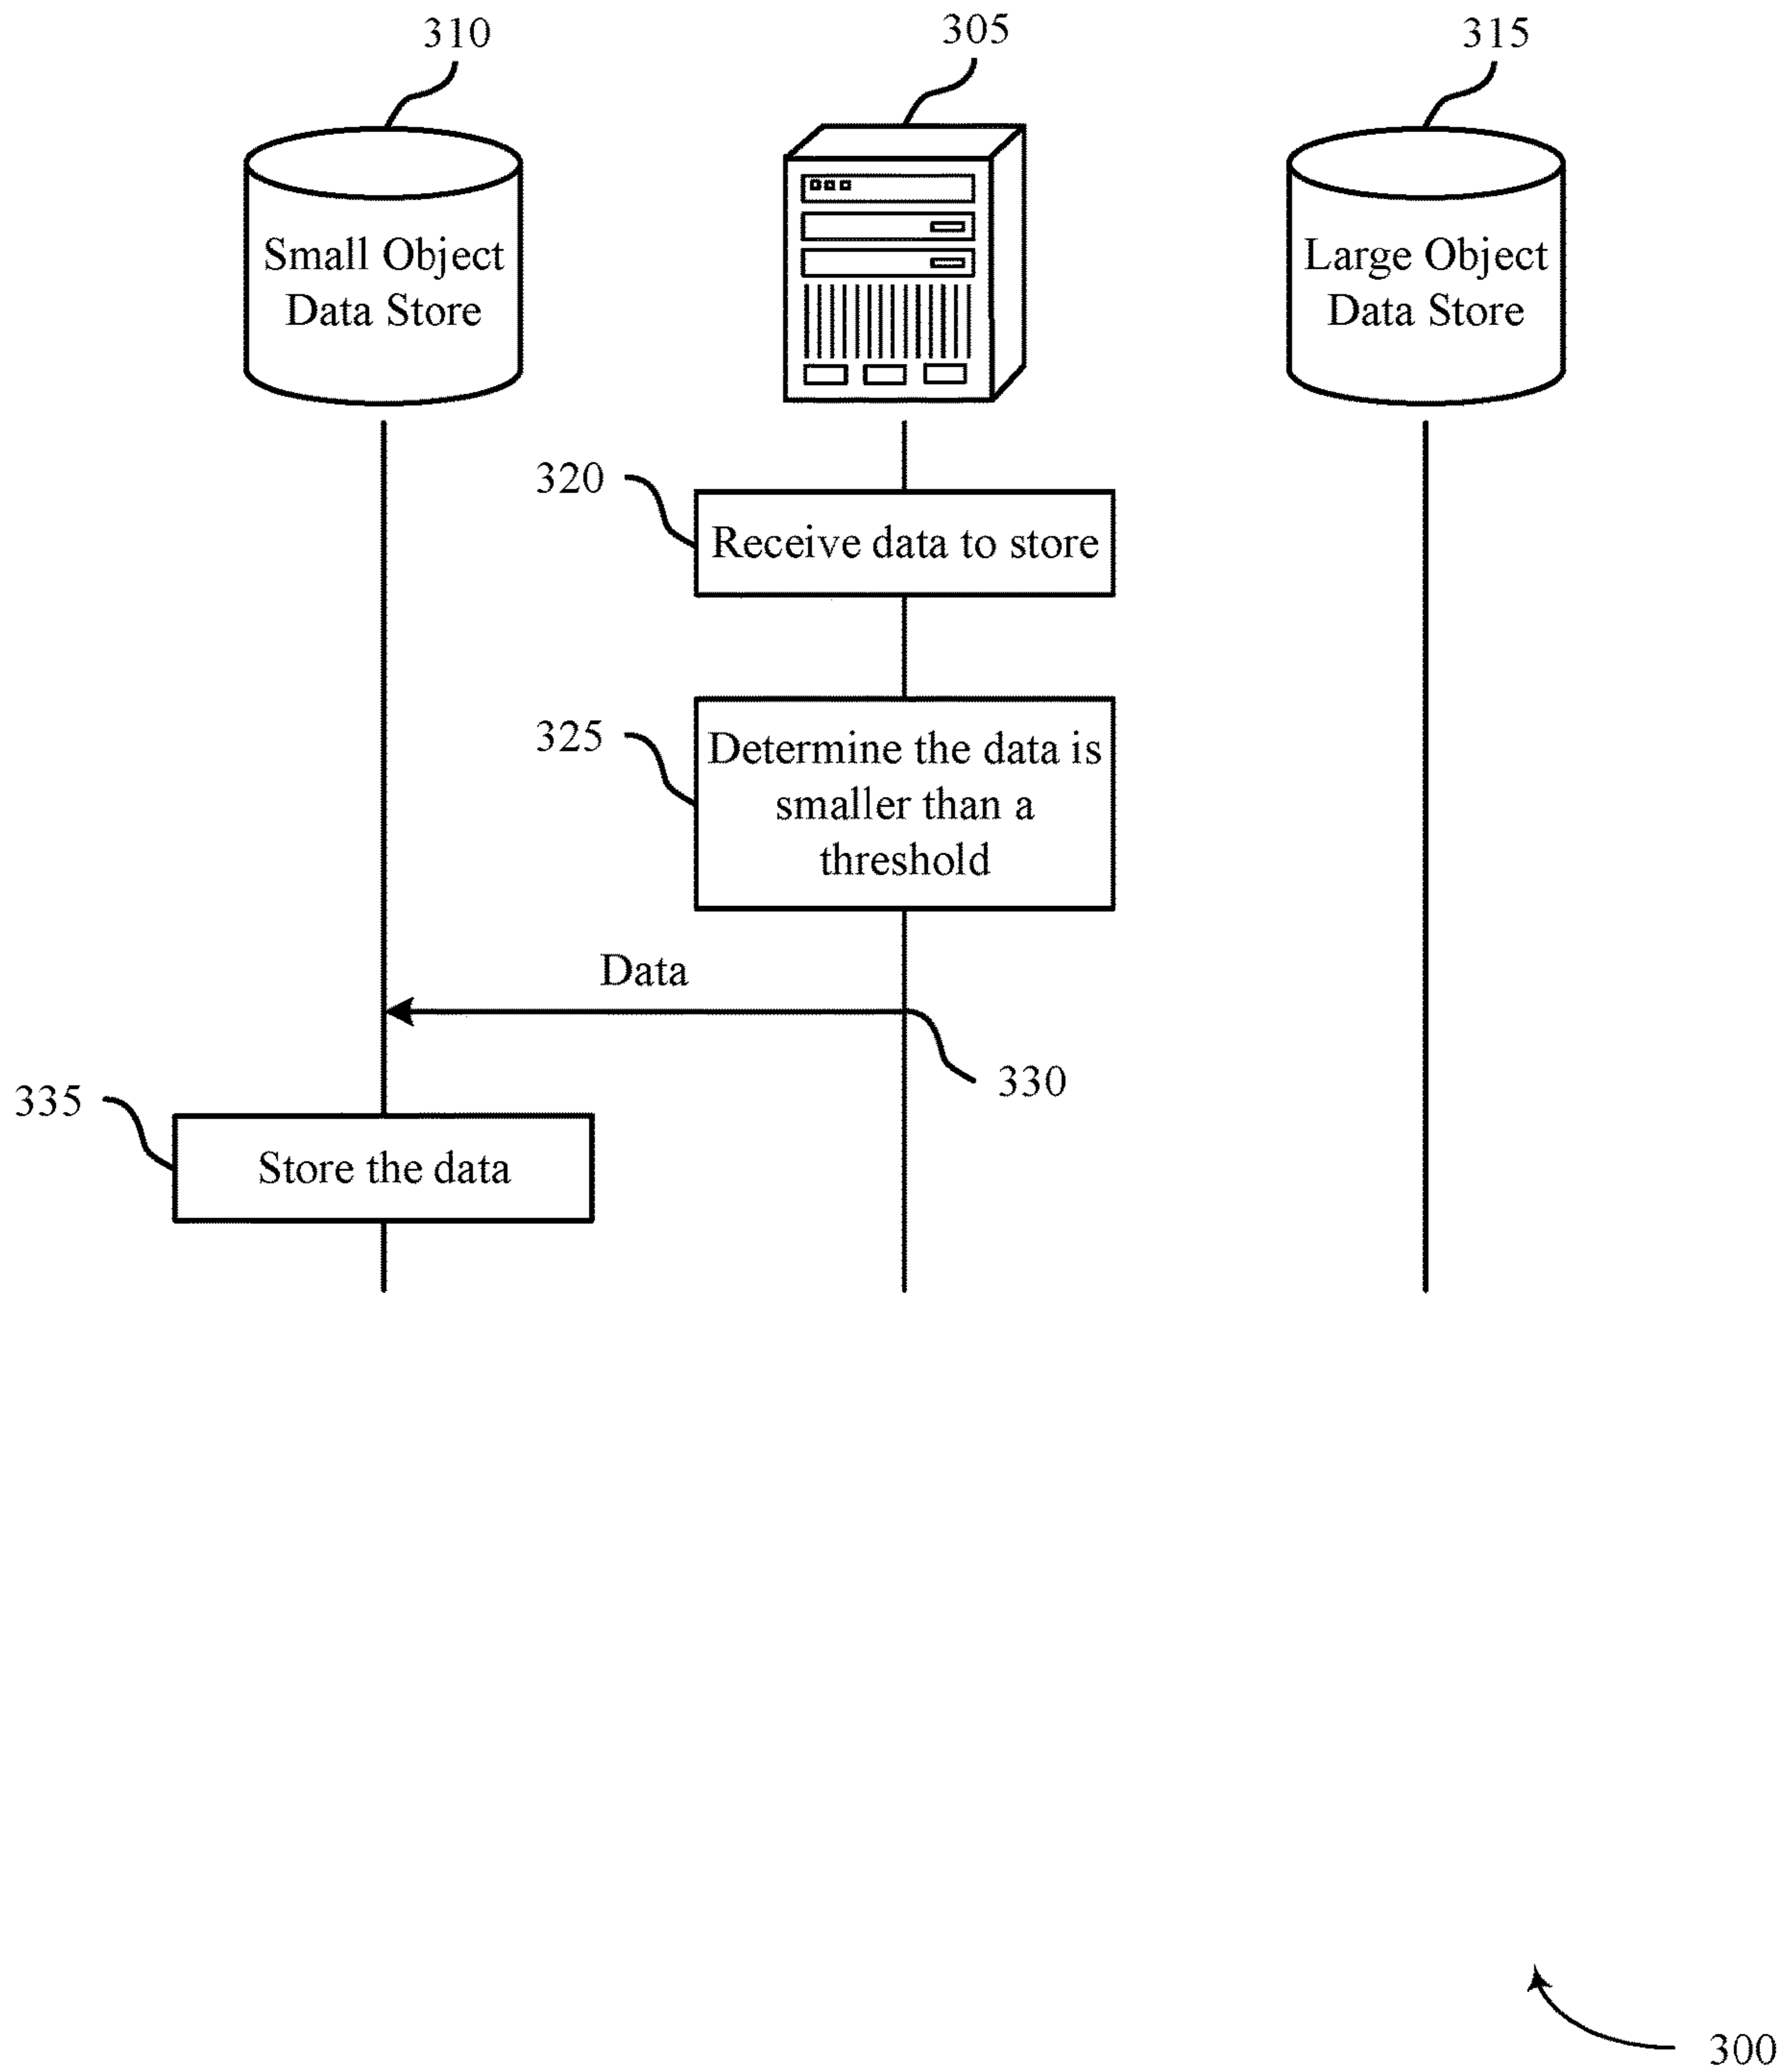 310
305
315
Small Object
Data Store
Large Object
Data Store
320
Receive data to store
325
Determine the data is
smaller than a
threshold
Data
330
335
Store the data
300